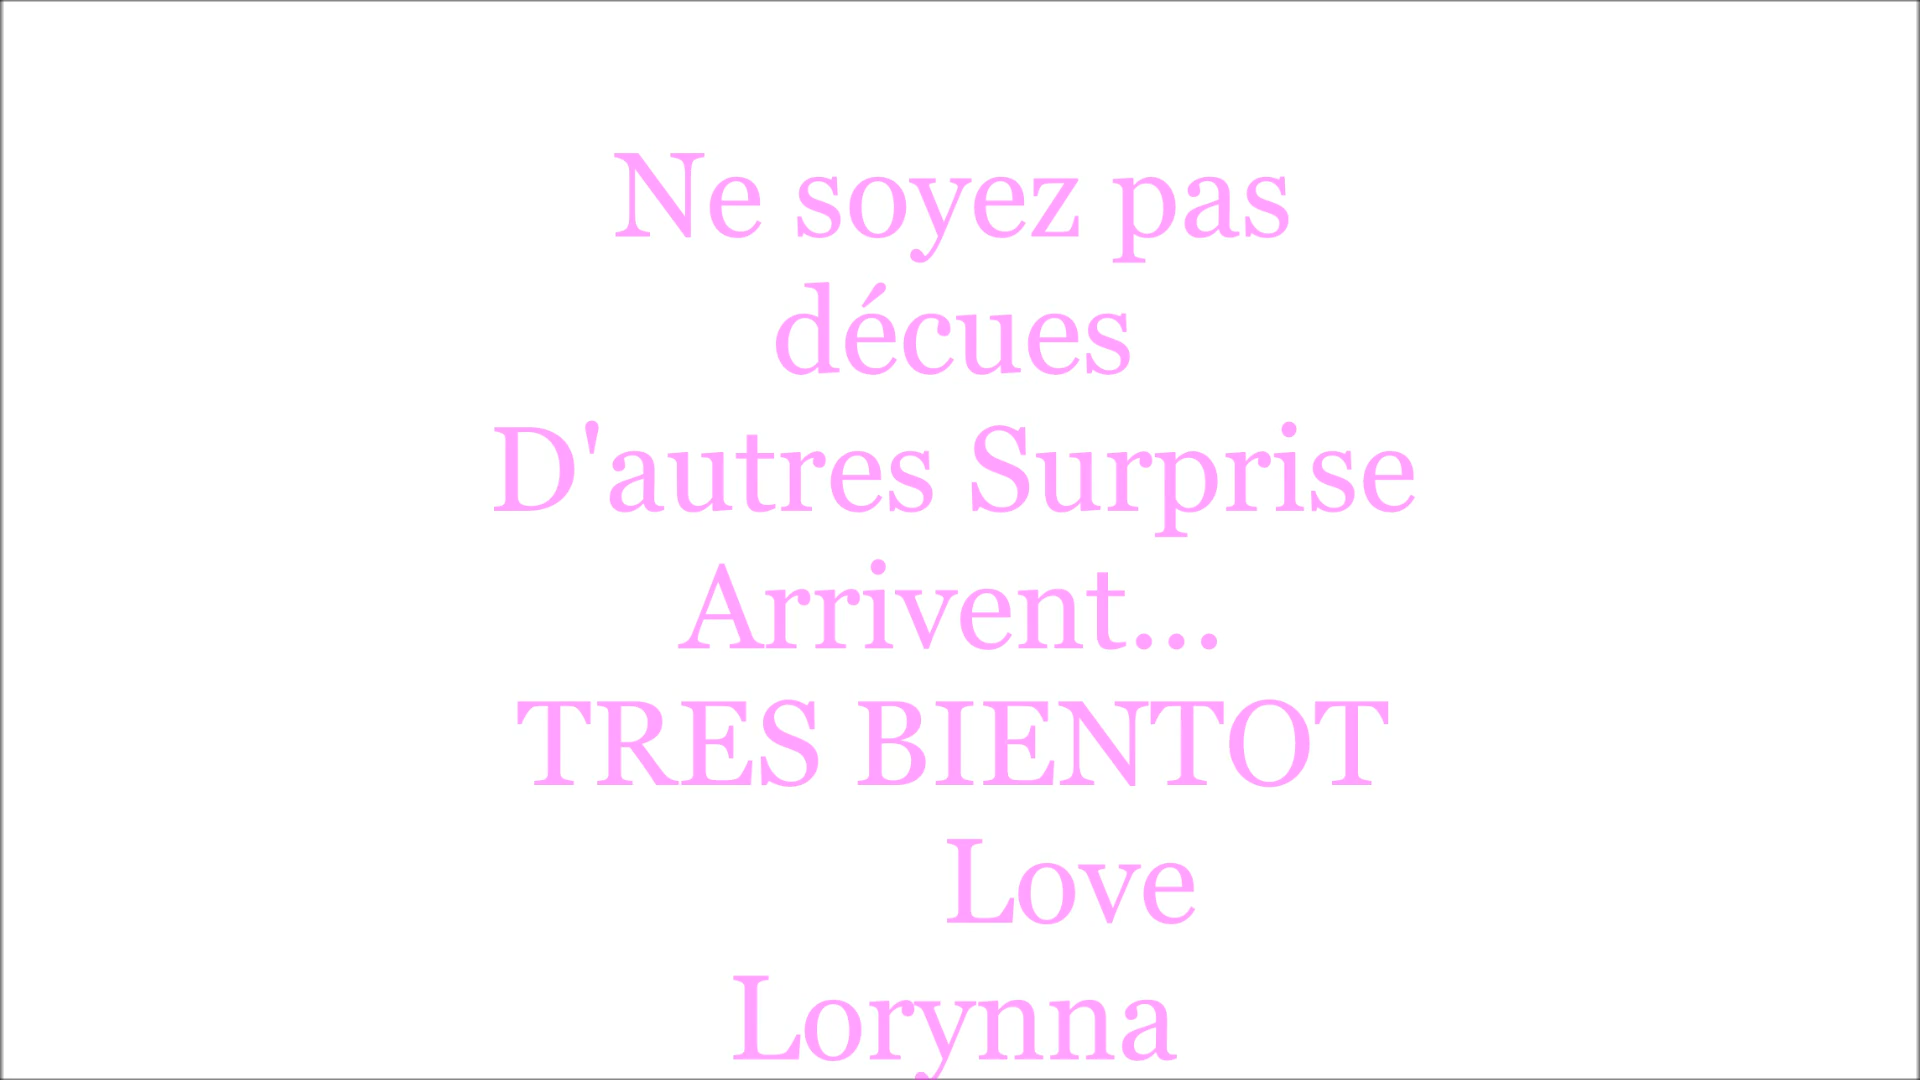 Ne soyez pas
décues
D'autres Surprise
Arrivent...
TRES BIENTOT
Love
Lorynna